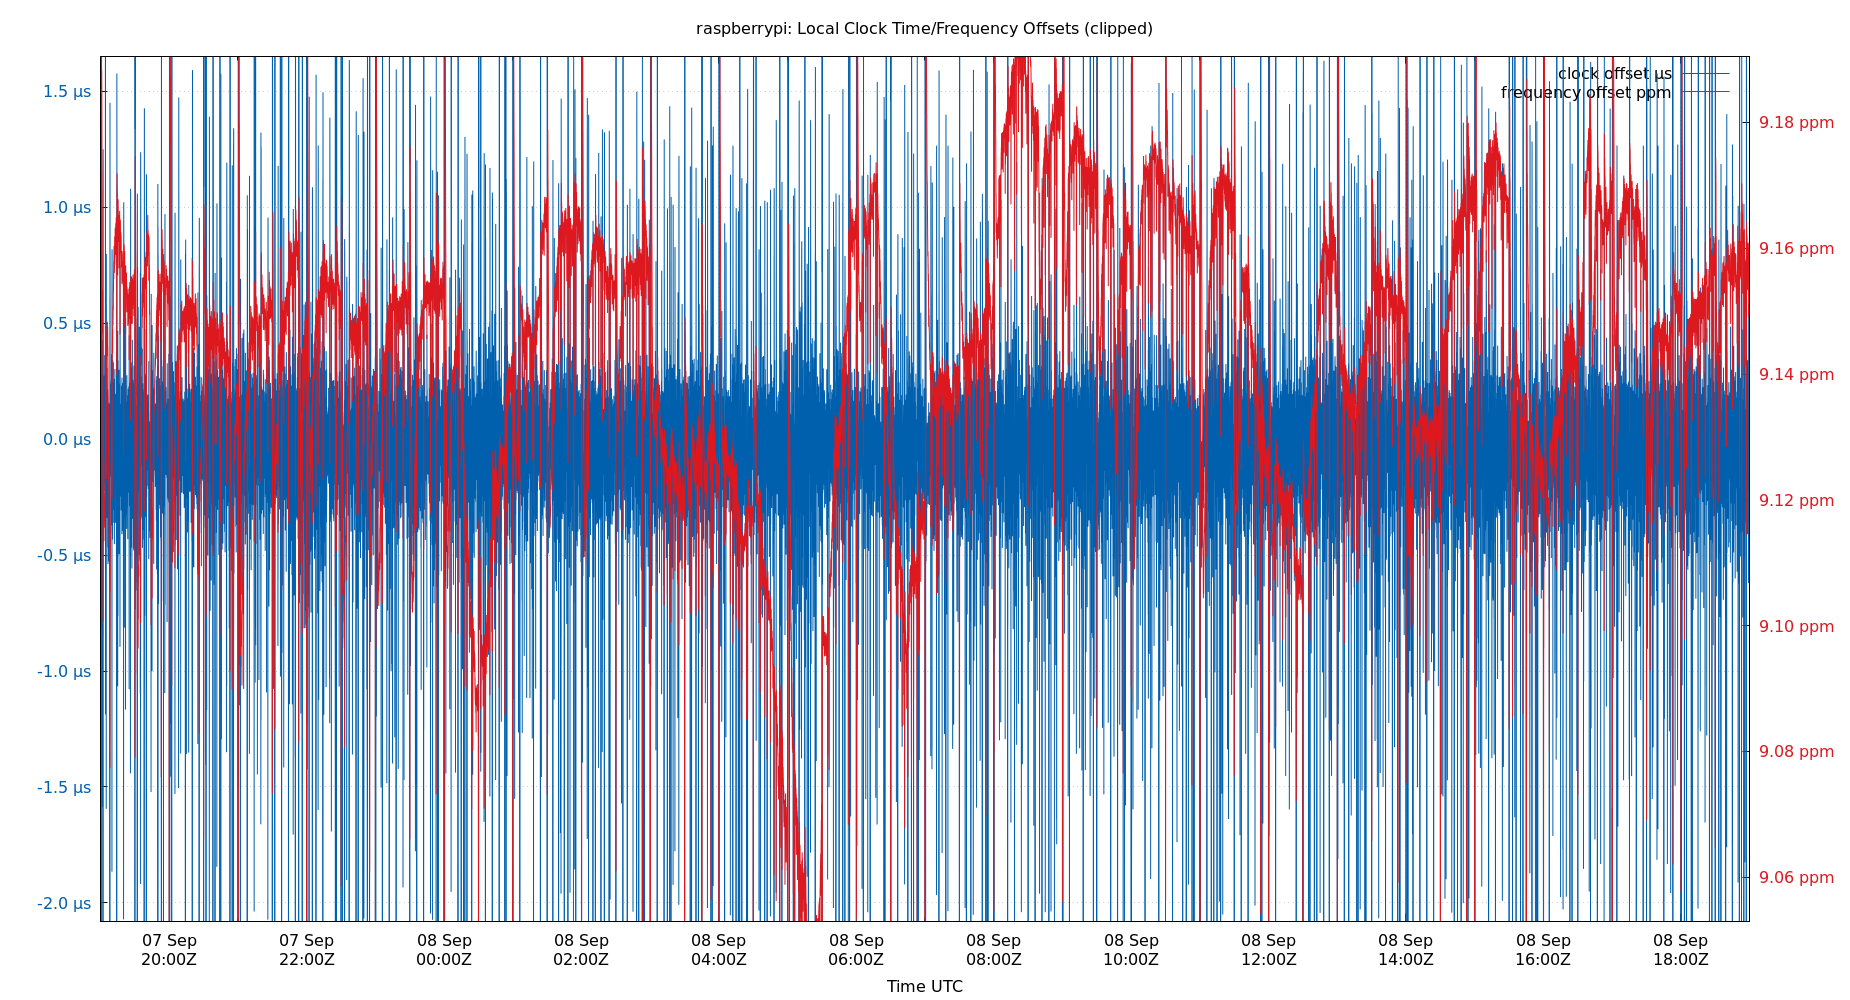 raspberrypi: Local Clock Time/Frequency Offsets (clipped)
clock offset µs
frequency offset ppm
1.5 µs
1.0 µs
0.5 µs
0.0 µs
-0.5 µs
-1.0 µs
-1.5 µs
-2.0 µs
9.18 ppm
9.16 ppm
9.14 ppm
9.12 ppm
9.10 ppm
9.08 ppm
9.06 ppm
07 Sep 07 Sep 08 Sep 08 Sep 08 Sep 08 Sep 08 Sep 08 Sep 08 Sep 08 Sep 08 Sep 08 Sep
20:00Z 22:00Z 00:00Z 02:00Z 04:00Z 06:00Z 08:00Z 10:00Z 12:00Z 14:00Z 16:00Z 18:00Z
Time UTC